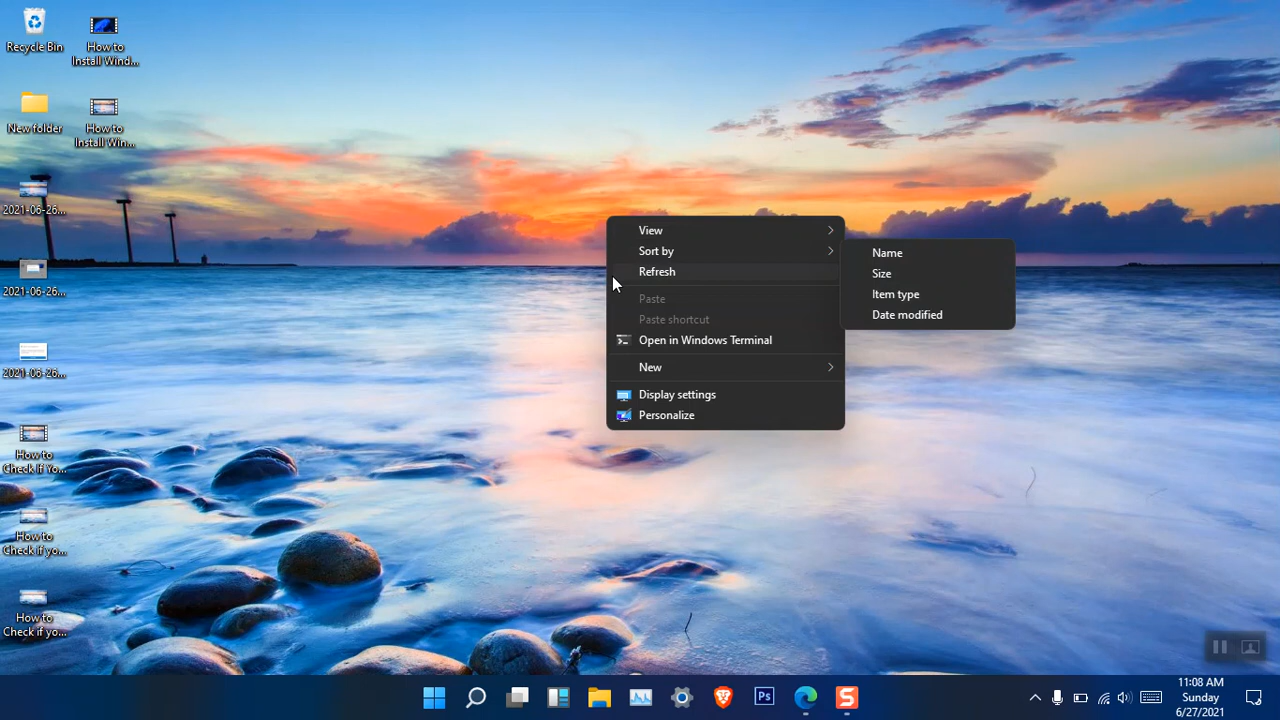 Recycle Bin
How to
Install Wind...
New folder
How to
Install Win...
2021-06-26...
2021-06-26...
2021-06-26...
How to
Check if Yo...
How to
Check if yo...
How to
Check if yo...
View
Sort by
Refresh
Paste
Paste shortcut
Open in Windows Terminal
New
Display settings
Personalize
Name
Size
Item type
Date modified
Ps
S
11:08 AM
Sunday
6/27/2021